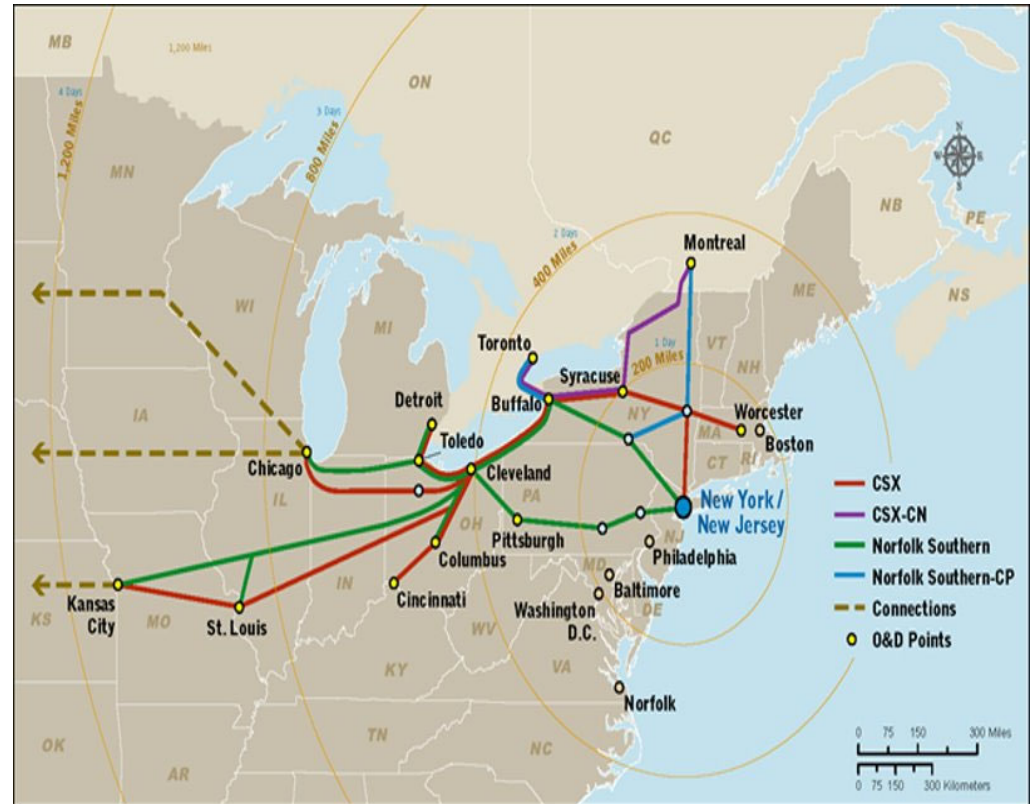 MB
1,200 Miles
ON
4 Days
3 Days
1,200 Miles
800 Miles
QC
MN
NB
PE
N
W
E
S
2 Days
400 Miles
Montreal
ME
NS
WI
MI
Toronto
1 Day
200 Miles
VT
NH
Syracuse
Detroit
Buffalo
NY
Worcester
IA
Toledo
MA
Boston
Chicago
Cleveland
CT
RI
IL
PA
New York /
New Jersey
OH
Pittsburgh
NJ
Columbus
Philadelphia
MD
IN
Cincinnati
Baltimore
Kansas
City
KS
MO
St. Louis
Washington
D.C.
DE
WV
KY
VA
Norfolk
OK
TN
NC
AR
CSX
CSX-CN
Norfolk Southern
Norfolk Southern-CP
Connections
O&D Points
0 75 150 300 Miles
0 75 150 300 Kilometers